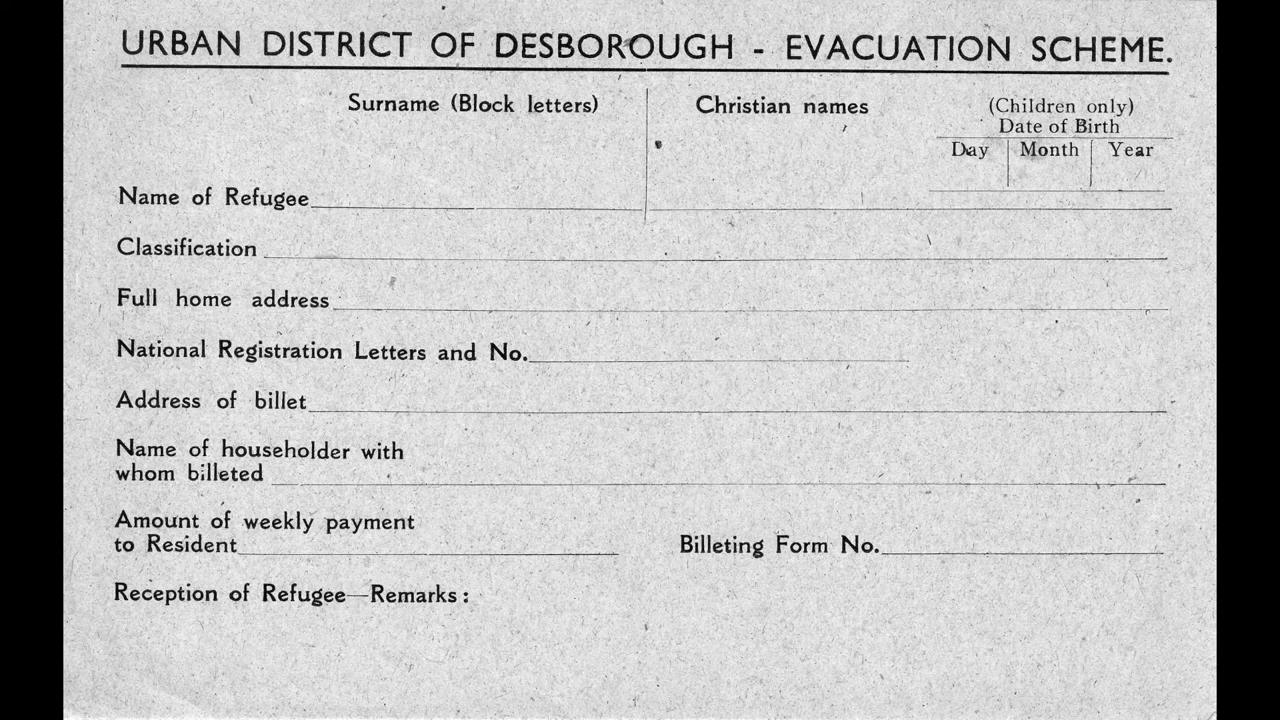 URBAN DISTRICT OF DESBOROUGH - EVACUATION SCHEME.
Surname (Block letters) Christian names (Children only)
Date of Birth
Day Month Year
Name of Refugee
Classification
Full home address
National Registration Letters and No.
Address of billet
Name of householder with
whom billeted
Amount of weekly payment
to Resident Billeting Form No.
Reception of Refugee—Remarks: